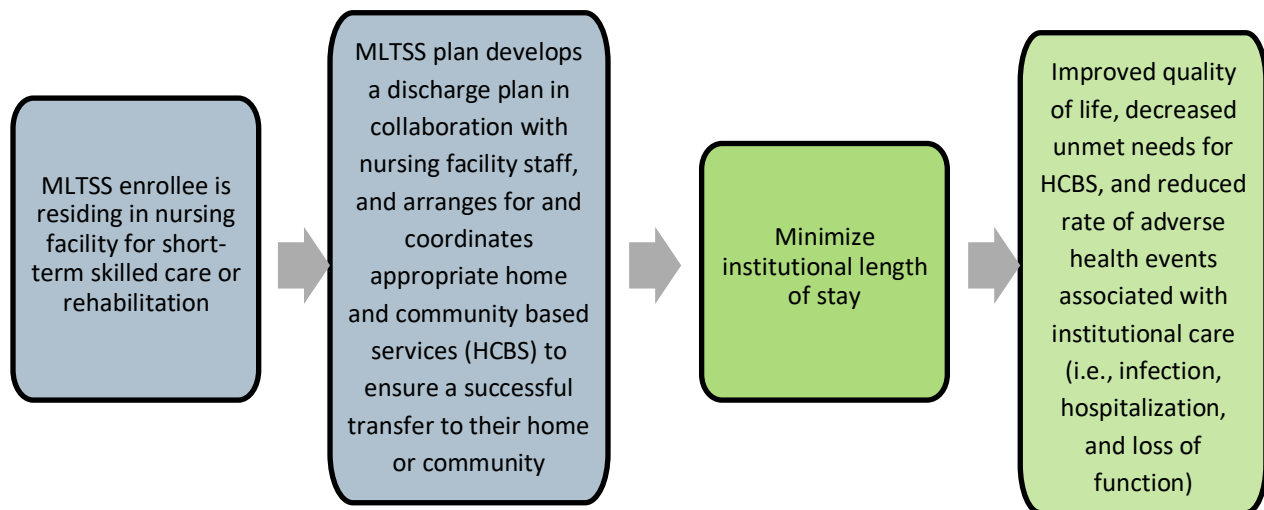 MLTSS enrollee is
residing in nursing
facility for short-
term skilled care or
rehabilitation
MLTSS plan develops
a discharge plan in
collaboration with
nursing facility staff,
and arranges for and
coordinates
appropriate home
and community based
services (HCBS) to
ensure a successful
transfer to their home
or community
Minimize
institutional length
of stay
Improved quality
of life, decreased
unmet needs for
HCBS, and reduced
rate of adverse
health events
associated with
institutional care
(i.e., infection,
hospitalization,
and loss of
function)